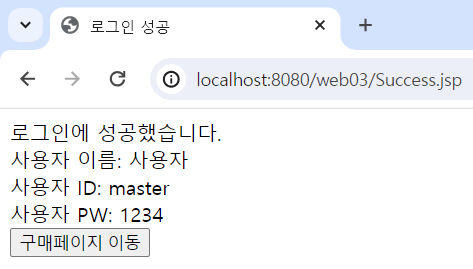 로그인 성공
localhost:8080/web03/Success.jsp
로그인에 성공했습니다.
사용자 이름: 사용자
사용자 ID: master
사용자 PW: 1234
구매페이지 이동